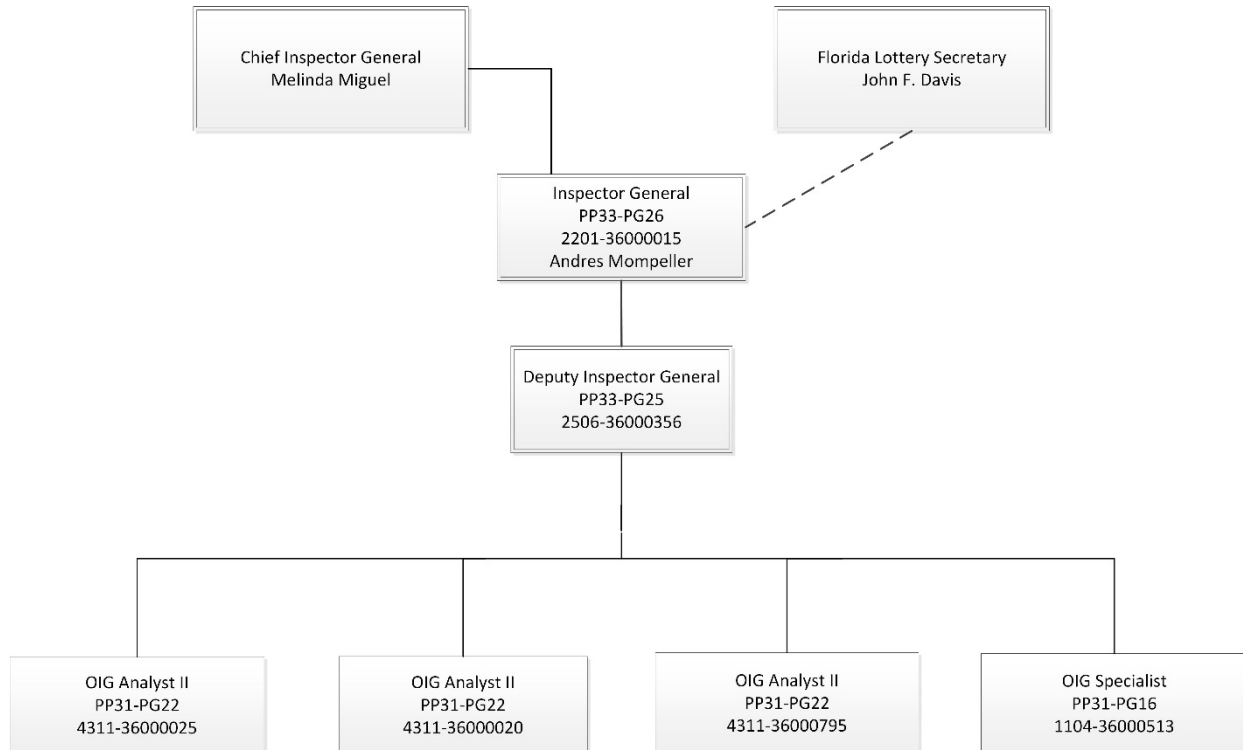 Chief Inspector General
Melinda Miguel
Florida Lottery Secretary
John F. Davis
Inspector General
PP33-PG26
2201-36000015
Andres Mompeller
Deputy Inspector General
PP33-PG25
2506-36000356
OIG Analyst II
PP31-PG22
4311-36000025
OIG Analyst II
PP31-PG22
4311-36000020
OIG Analyst II
PP31-PG22
4311-36000795
OIG Specialist
PP31-PG16
1104-36000513